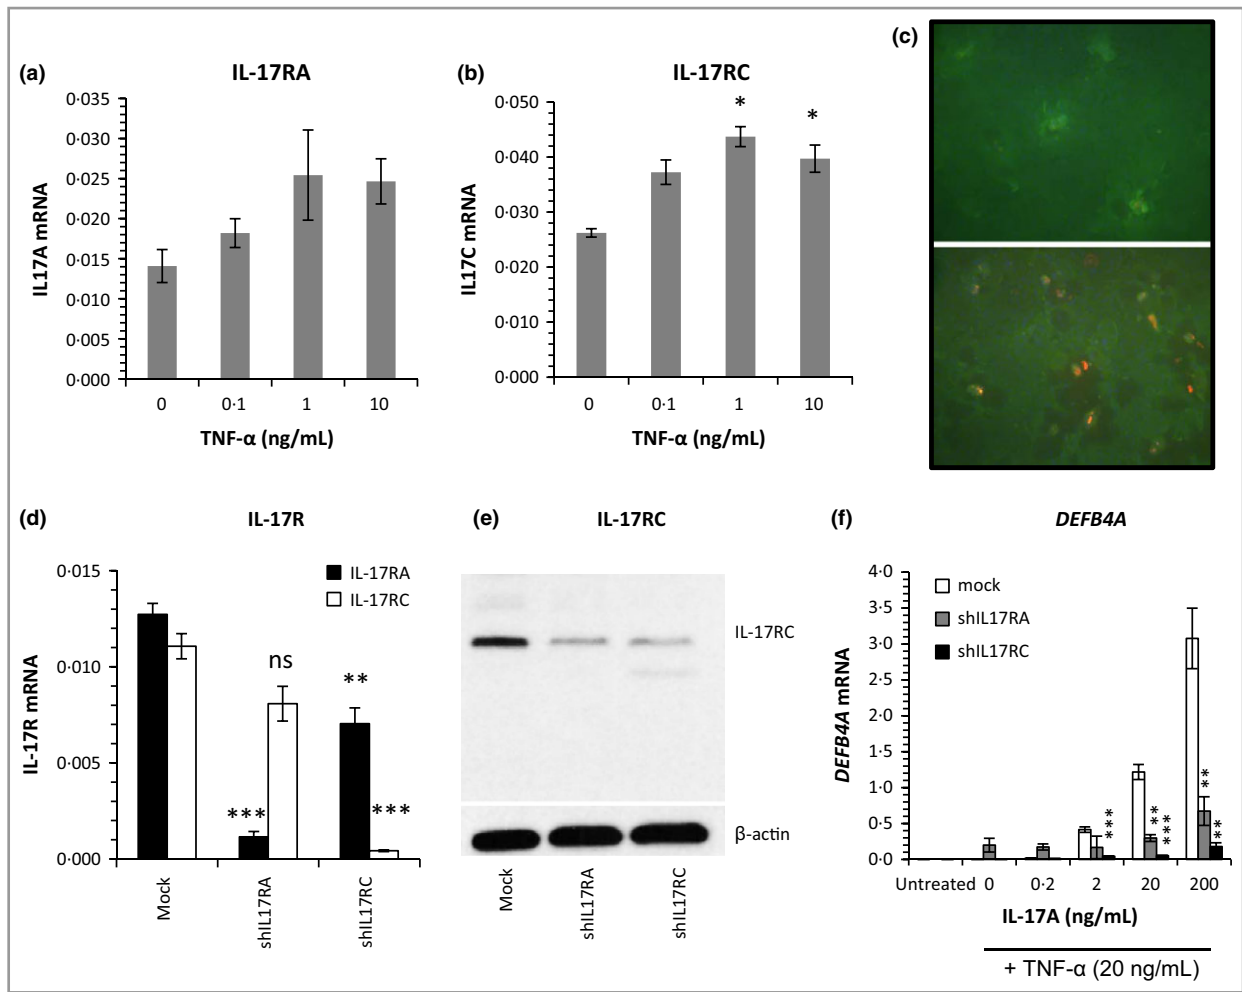 (a)
IL-17RA
IL17A mRNA
0·035
0·030
0·025
0·020
0·015
0·010
0·005
0·000
0 0·1 1 10
TNF-α (ng/mL)
(b)
IL-17RC
IL17C mRNA
0·050
0·040
0·030
0·020
0·010
0·000
* *
0 0·1 1 10
TNF-α (ng/mL)
(c)
(d)
IL-17R
IL-17R mRNA
0·015
0·010
0·005
0·000
IL-17RA
IL-17RC
ns
**
***
***
Mock
shIL17RA
shIL17RC
(e)
IL-17RC
IL-17RC
β-actin
Mock
shIL17RA
shIL17RC
(f)
DEFB4A
DEFB4A mRNA
4·0
3·5
3·0
2·5
2·0
1·5
1·0
0·5
0·0
mock
shIL17RA
shIL17RC
***
**
***
**
**
Untreated 0 0·2 2 20 200
IL-17A (ng/mL)
+ TNF-α (20 ng/mL)